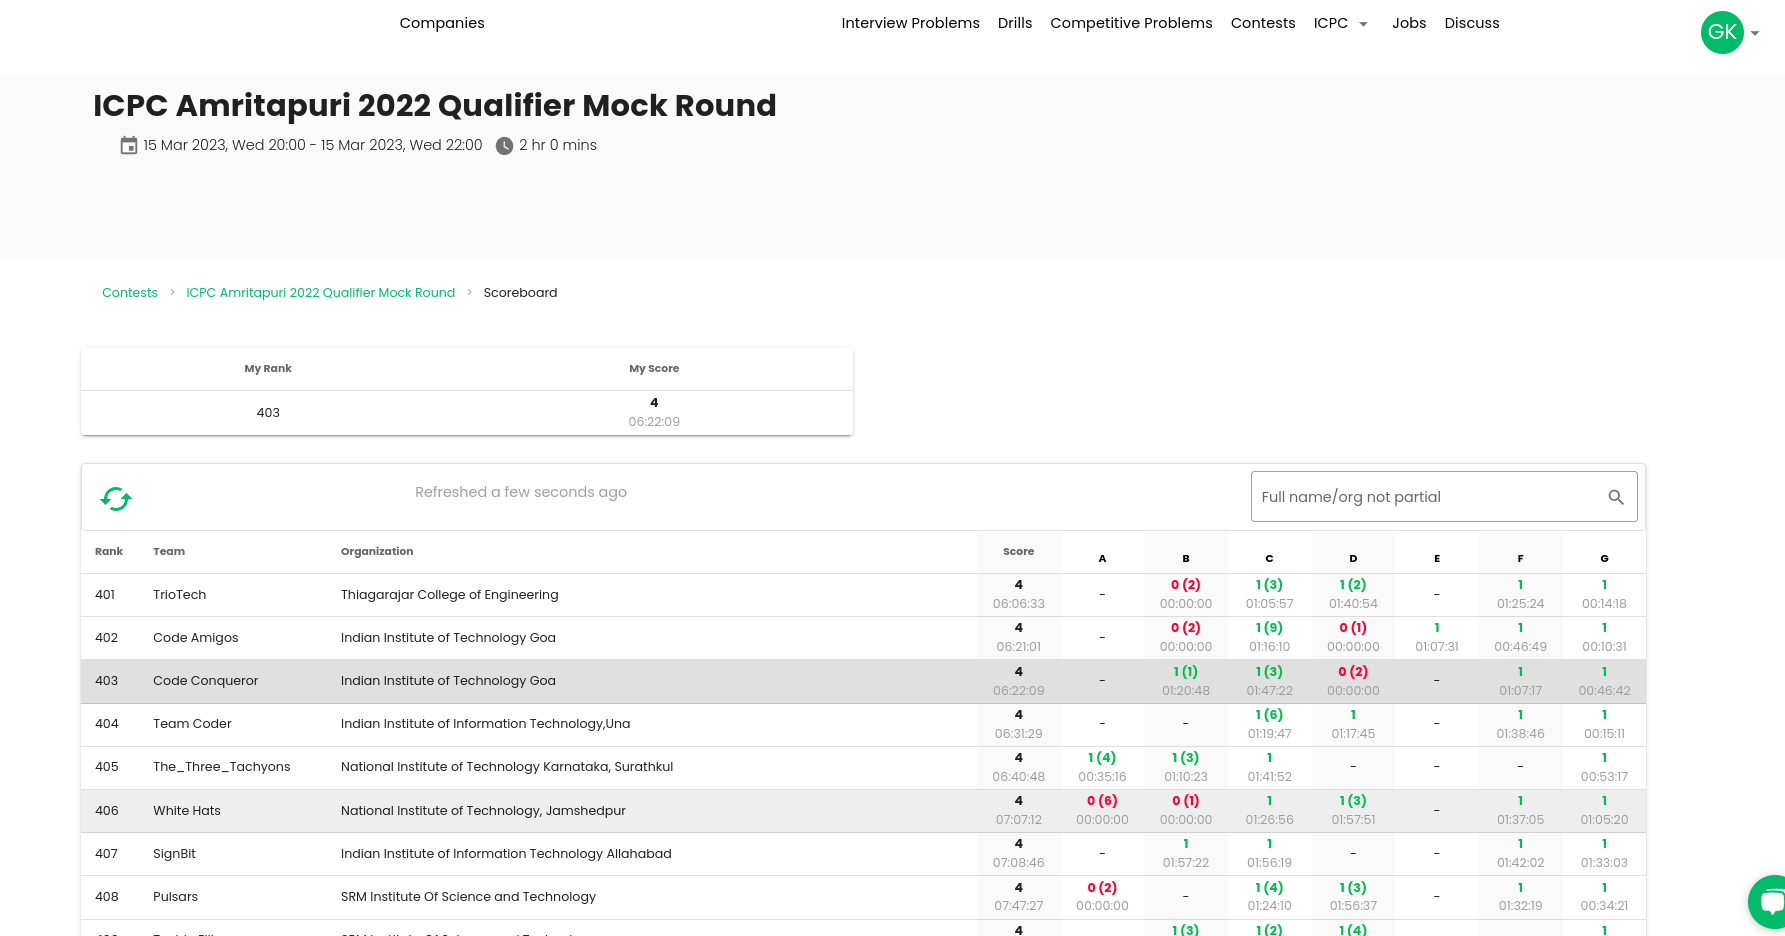 Companies Interview Problems Drills Competitive Problems Contests ICPC Jobs Discuss GK
ICPC Amritapuri 2022 Qualifier Mock Round
15 Mar 2023, Wed 20:00 - 15 Mar 2023, Wed 22:00 2 hr 0 mins
Contests > ICPC Amritapuri 2022 Qualifier Mock Round > Scoreboard
My Rank My Score
403 4
06:22:09
Refreshed a few seconds ago Full name/org not partial
Rank Team Organization Score A B C D E F G
401 TrioTech Thiagarajar College of Engineering 4 - 0 (2) 1 (3) 1 (2) - 1 1
06:06:33 00:00:00 01:05:57 01:40:54 01:25:24 00:14:18
402 Code Amigos Indian Institute of Technology Goa 4 - 0 (2) 1 (9) 0 (1) 1 1 1
06:21:01 00:00:00 01:16:10 00:00:00 01:07:31 00:46:49 00:10:31
403 Code Conqueror Indian Institute of Technology Goa 4 - 1 (1) 1 (3) 0 (2) - 1 1
06:22:09 01:20:48 01:47:22 00:00:00 01:07:17 00:46:42
404 Team Coder Indian Institute of Information Technology,Una 4 - - 1 (6) 1 - 1 1
06:31:29 01:19:47 01:17:45 01:38:46 00:15:11
405 The_Three_Tachyons National Institute of Technology Karnataka, Surathkul 4 1 (4) 1 (3) 1 - - - 1
06:40:48 00:35:16 01:10:23 01:41:52 00:53:17
406 White Hats National Institute of Technology, Jamshedpur 4 0 (6) 0 (1) 1 1 (3) - 1 1
07:07:12 00:00:00 00:00:00 01:26:56 01:57:51 01:37:05 01:05:20
407 SignBit Indian Institute of Information Technology Allahabad 4 - 1 1 - - 1 1
07:08:46 01:57:22 01:56:19 01:42:02 01:33:03
408 Pulsars SRM Institute Of Science and Technology 4 0 (2) - 1 (4) 1 (3) - 1 1
07:47:27 00:00:00 01:24:10 01:56:37 01:32:19 00:34:21
4 1 (3) 1 (2) 1 (4) 1